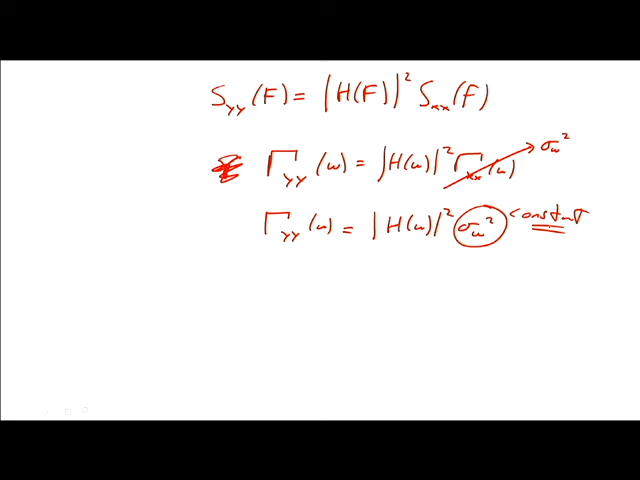 S_yy(F) = |H(F)|² S_xx(F)
Γ_yy(ω) = |H(ω)|² Γ_xx(ω) → σ_w²
Γ_yy(ω) = |H(ω)|² σ_w² constant